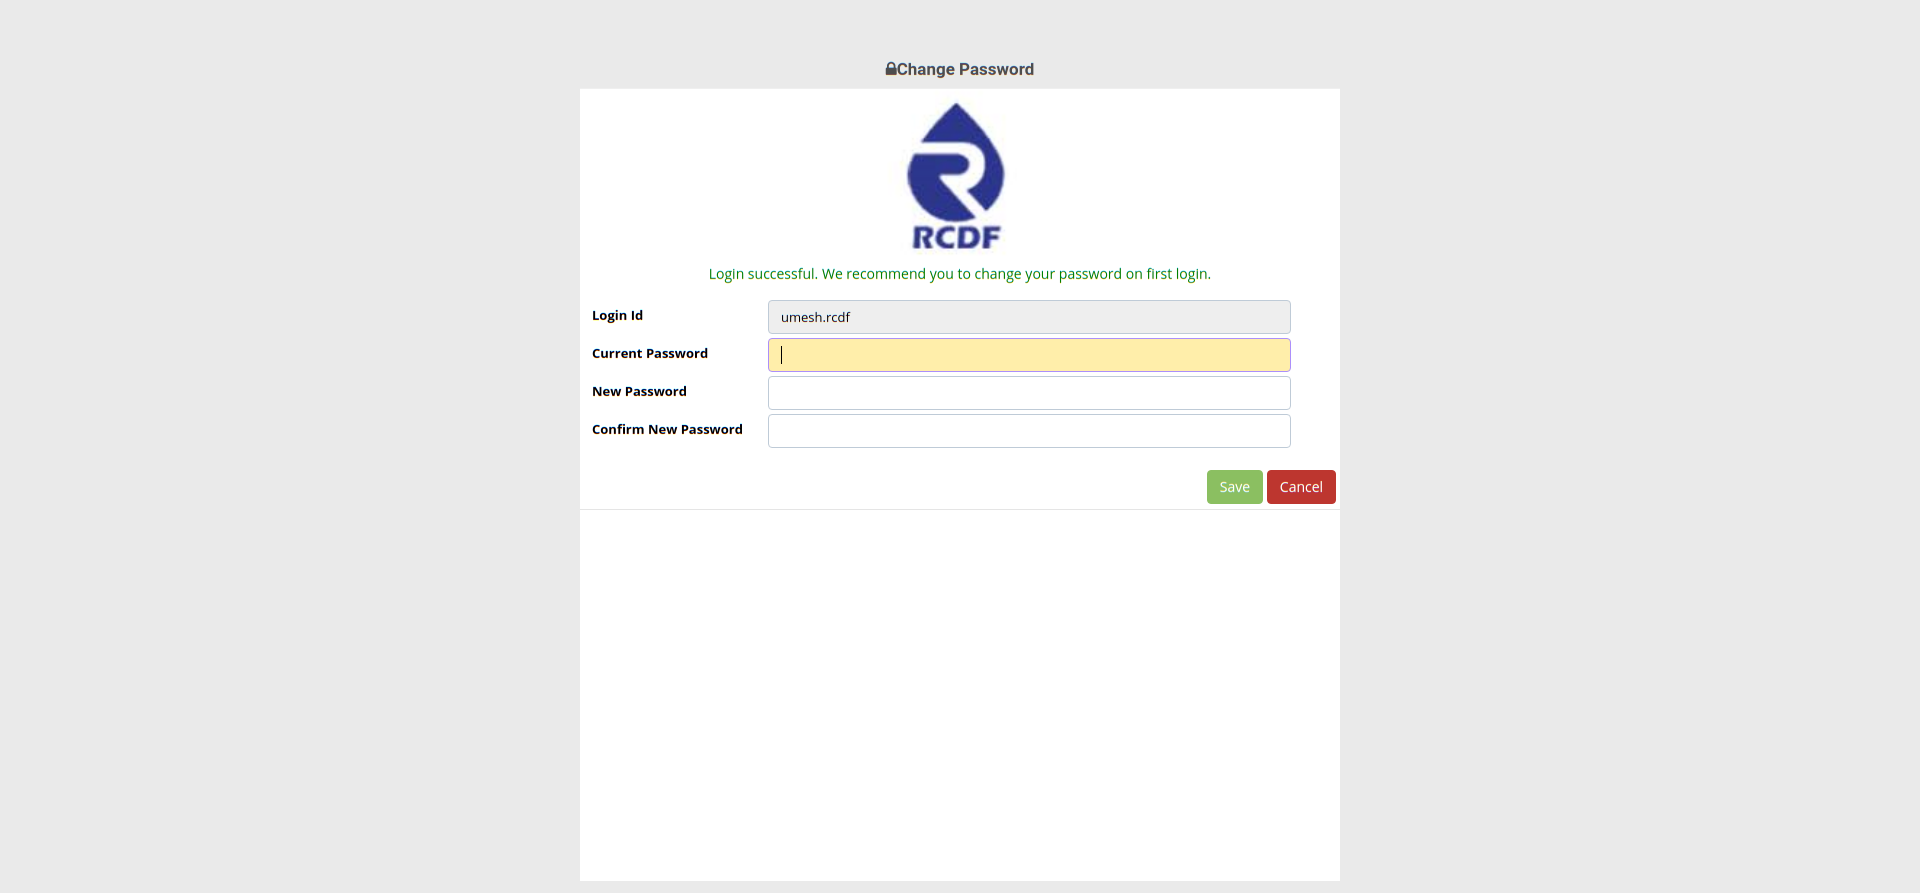 Change Password
RCDF
Login successful. We recommend you to change your password on first login.
Login Id
umesh.rcdf
Current Password
New Password
Confirm New Password
Save Cancel